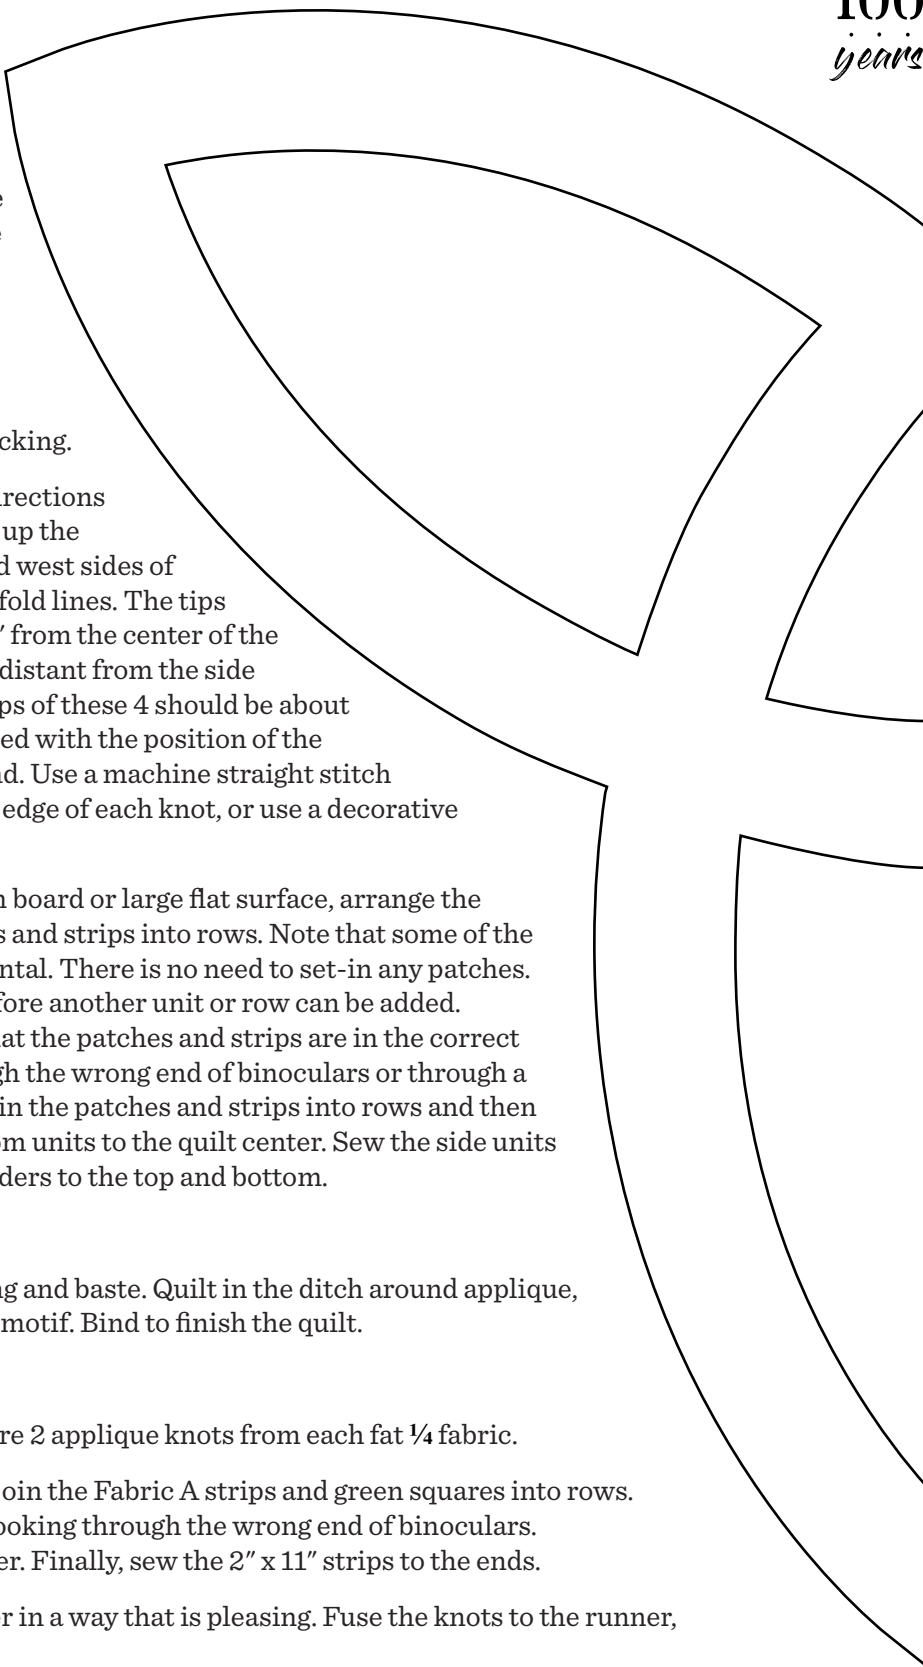 100
years
e
e
cking.
irections
up the
d west sides of
fold lines. The tips
″ from the center of the
distant from the side
ps of these 4 should be about
ed with the position of the
nd. Use a machine straight stitch
edge of each knot, or use a decorative
n board or large flat surface, arrange the
s and strips into rows. Note that some of the
ntal. There is no need to set-in any patches.
fore another unit or row can be added.
at the patches and strips are in the correct
gh the wrong end of binoculars or through a
in the patches and strips into rows and then
om units to the quilt center. Sew the side units
ders to the top and bottom.
ng and baste. Quilt in the ditch around applique,
motif. Bind to finish the quilt.
re 2 applique knots from each fat ¼ fabric.
oin the Fabric A strips and green squares into rows.
ooking through the wrong end of binoculars.
er. Finally, sew the 2″ x 11″ strips to the ends.
er in a way that is pleasing. Fuse the knots to the runner,